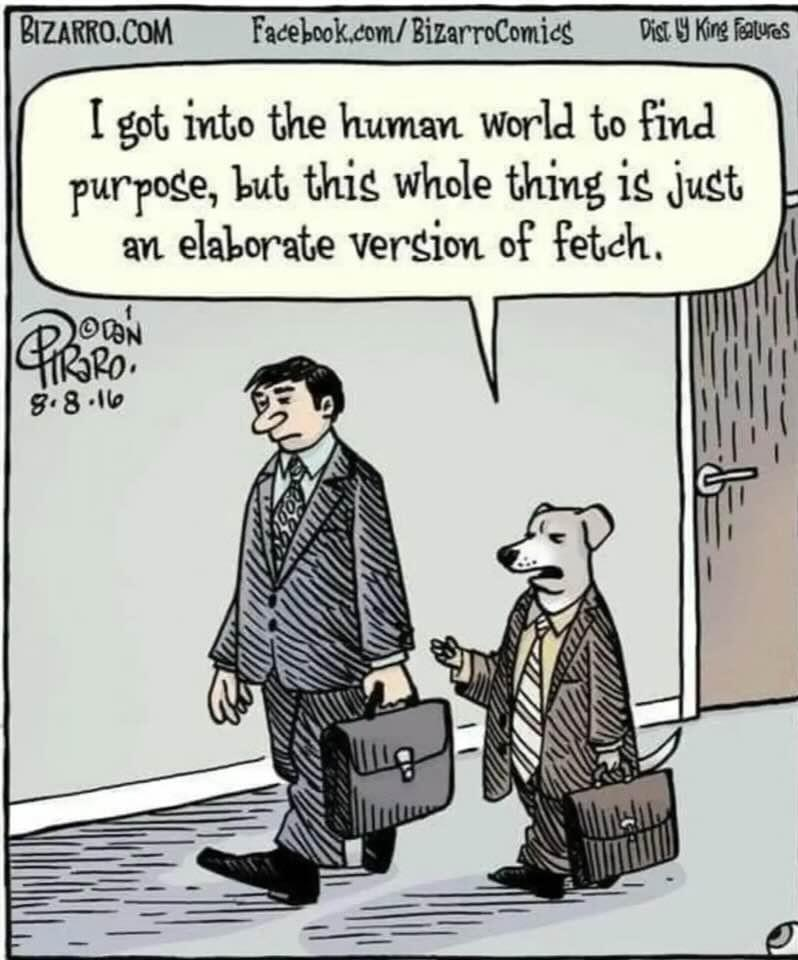 BIZARRO.COM Facebook.com/BizarroComics Dist. by King Features
I got into the human world to find
purpose, but this whole thing is just
an elaborate version of fetch.
© DAN
PIRARO.
8.8.16